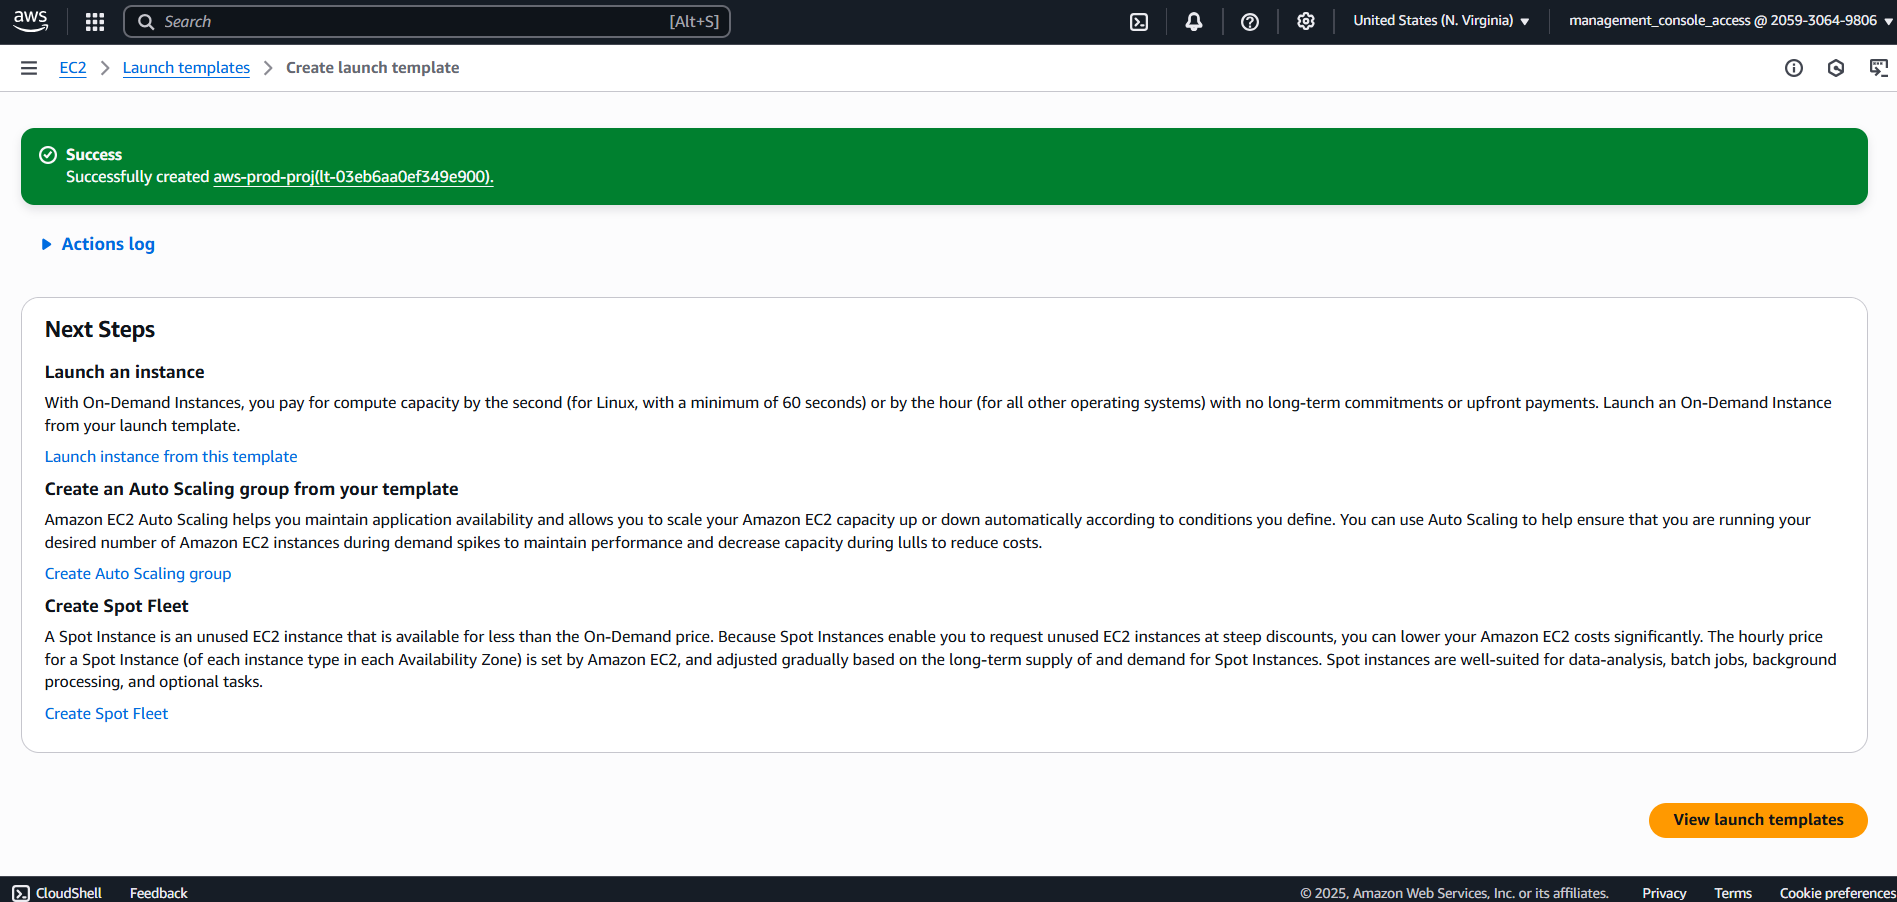 aws
Search [Alt+S]
United States (N. Virginia)
management_console_access @ 2059-3064-9806
EC2 > Launch templates > Create launch template
Success
Successfully created aws-prod-proj(lt-03eb6aa0ef349e900).
Actions log
Next Steps
Launch an instance
With On-Demand Instances, you pay for compute capacity by the second (for Linux, with a minimum of 60 seconds) or by the hour (for all other operating systems) with no long-term commitments or upfront payments. Launch an On-Demand Instance
from your launch template.
Launch instance from this template
Create an Auto Scaling group from your template
Amazon EC2 Auto Scaling helps you maintain application availability and allows you to scale your Amazon EC2 capacity up or down automatically according to conditions you define. You can use Auto Scaling to help ensure that you are running your
desired number of Amazon EC2 instances during demand spikes to maintain performance and decrease capacity during lulls to reduce costs.
Create Auto Scaling group
Create Spot Fleet
A Spot Instance is an unused EC2 instance that is available for less than the On-Demand price. Because Spot Instances enable you to request unused EC2 instances at steep discounts, you can lower your Amazon EC2 costs significantly. The hourly price
for a Spot Instance (of each instance type in each Availability Zone) is set by Amazon EC2, and adjusted gradually based on the long-term supply of and demand for Spot Instances. Spot instances are well-suited for data-analysis, batch jobs, background
processing, and optional tasks.
Create Spot Fleet
View launch templates
CloudShell Feedback © 2025, Amazon Web Services, Inc. or its affiliates. Privacy Terms Cookie preferences